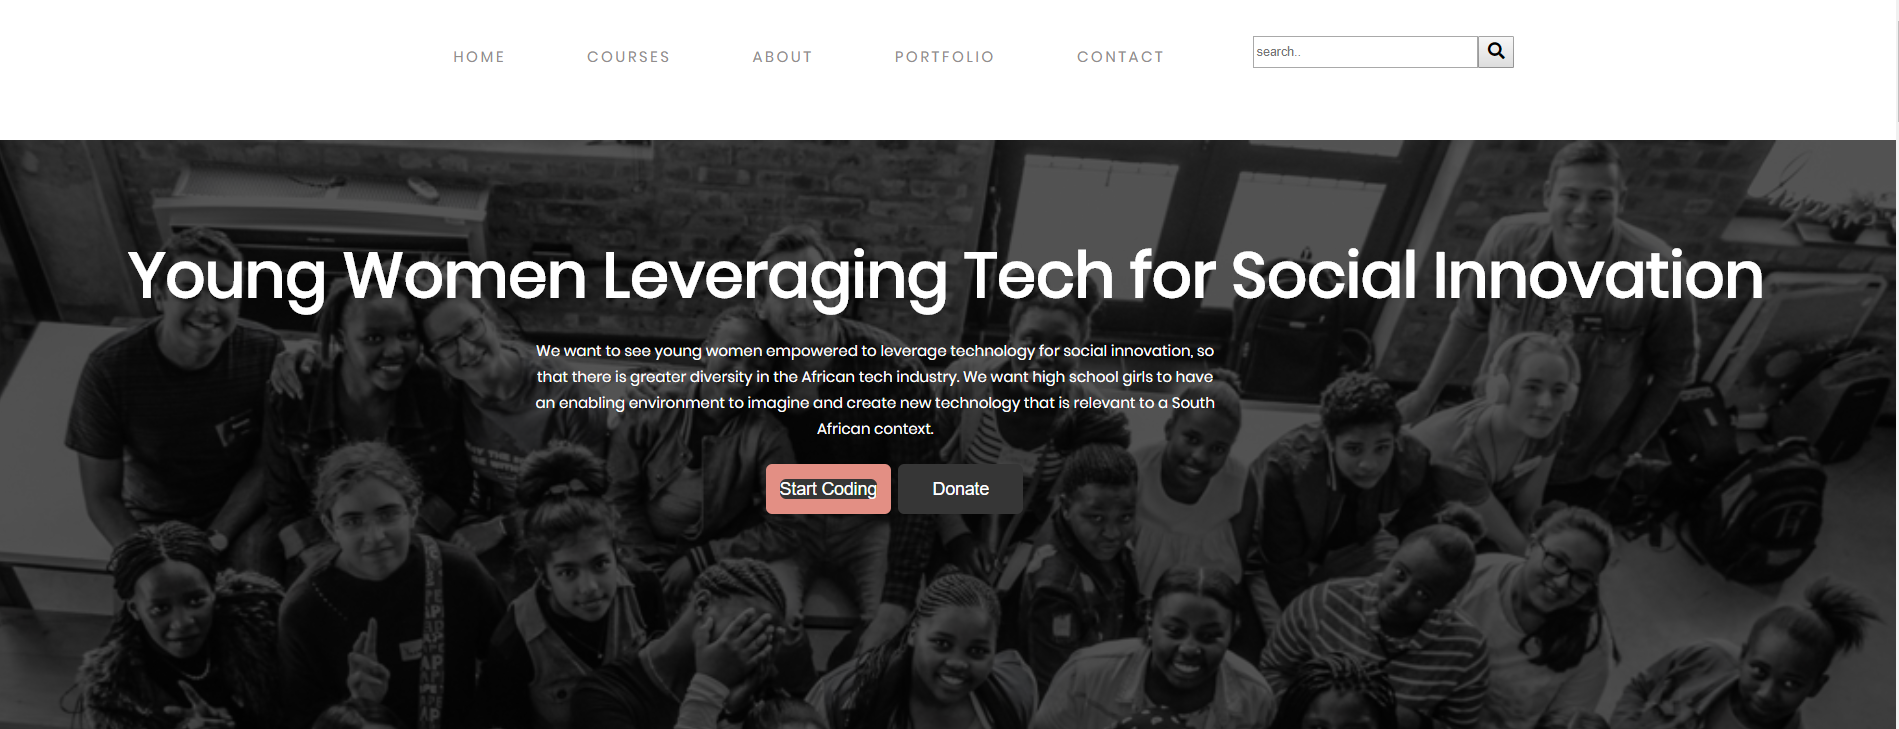 HOME COURSES ABOUT PORTFOLIO CONTACT search..
Young Women Leveraging Tech for Social Innovation
We want to see young women empowered to leverage technology for social innovation, so
that there is greater diversity in the African tech industry. We want high school girls to have
an enabling environment to imagine and create new technology that is relevant to a South
African context.
Start Coding Donate